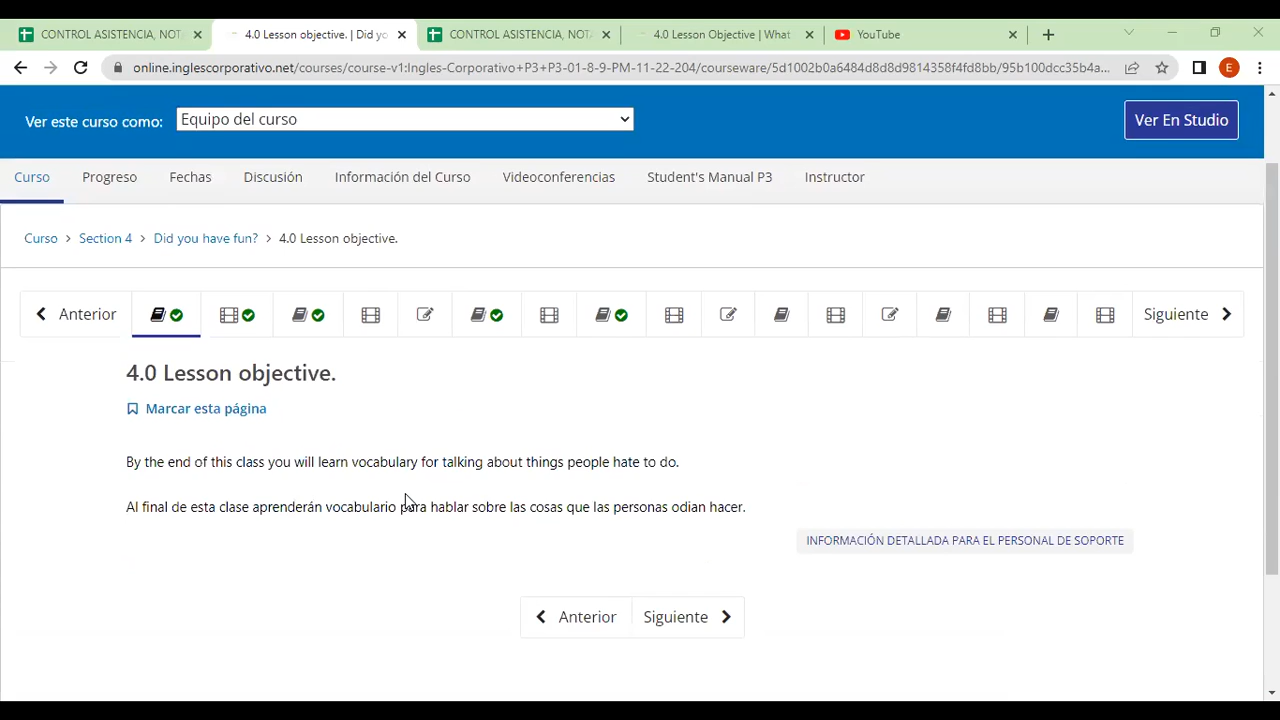 CONTROL ASISTENCIA, NOT
4.0 Lesson objective. | Did yo
CONTROL ASISTENCIA, NOT
4.0 Lesson Objective | What
YouTube
online.inglescorporativo.net/courses/course-v1:Ingles-Corporativo+P3+P3-01-8-9-PM-11-22-204/courseware/5d1002b0a6484d8d8d9814358f4fd8bb/95b100dcc35b4a...
E
Ver este curso como:
Equipo del curso
Ver En Studio
Curso
Progreso
Fechas
Discusión
Información del Curso
Videoconferencias
Student's Manual P3
Instructor
Curso > Section 4 > Did you have fun? > 4.0 Lesson objective.
Anterior
Siguiente
4.0 Lesson objective.
Marcar esta página
By the end of this class you will learn vocabulary for talking about things people hate to do.
Al final de esta clase aprenderán vocabulario para hablar sobre las cosas que las personas odian hacer.
INFORMACIÓN DETALLADA PARA EL PERSONAL DE SOPORTE
Anterior
Siguiente